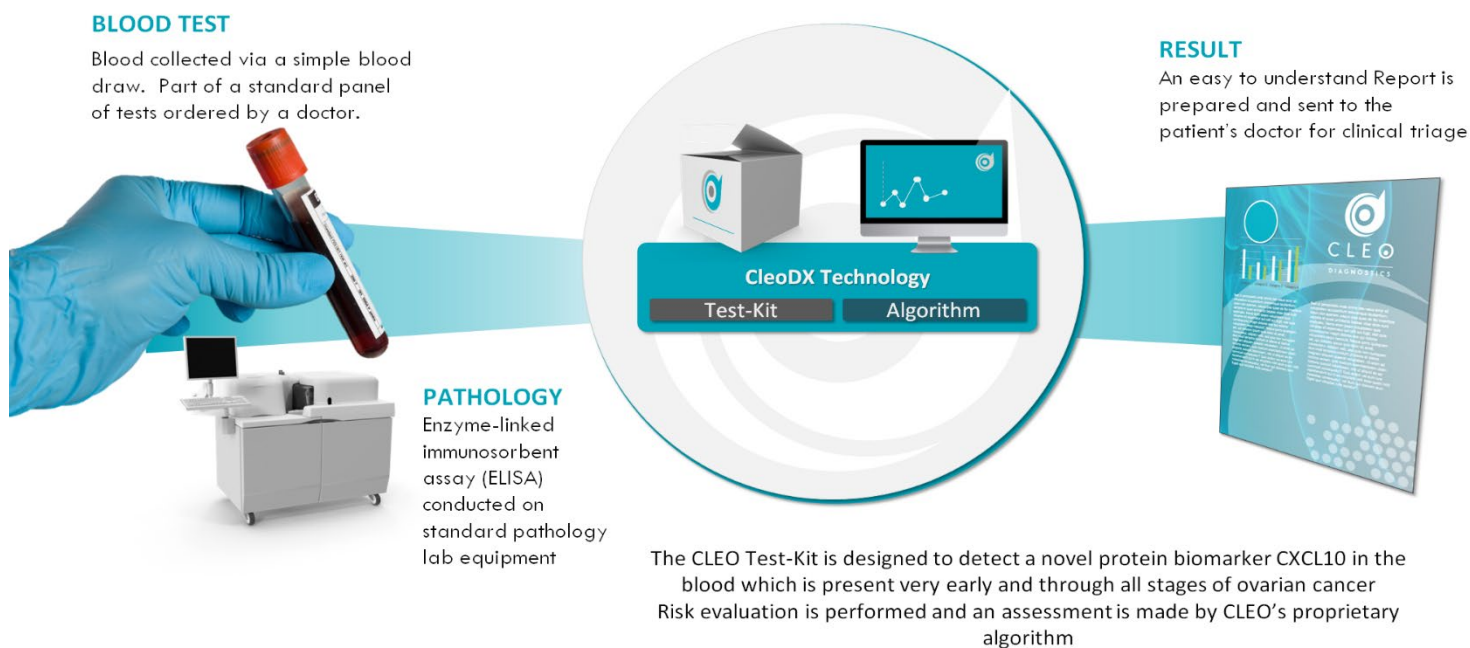 BLOOD TEST
Blood collected via a simple blood
draw. Part of a standard panel
of tests ordered by a doctor.
PATHOLOGY
Enzyme-linked
immunosorbent
assay (ELISA)
conducted on
standard pathology
lab equipment
CleoDX Technology
Test-Kit
Algorithm
RESULT
An easy to understand Report is
prepared and sent to the
patient's doctor for clinical triage
CLEO
DIAGNOSTICS
The CLEO Test-Kit is designed to detect a novel protein biomarker CXCL10 in the
blood which is present very early and through all stages of ovarian cancer
Risk evaluation is performed and an assessment is made by CLEO's proprietary
algorithm